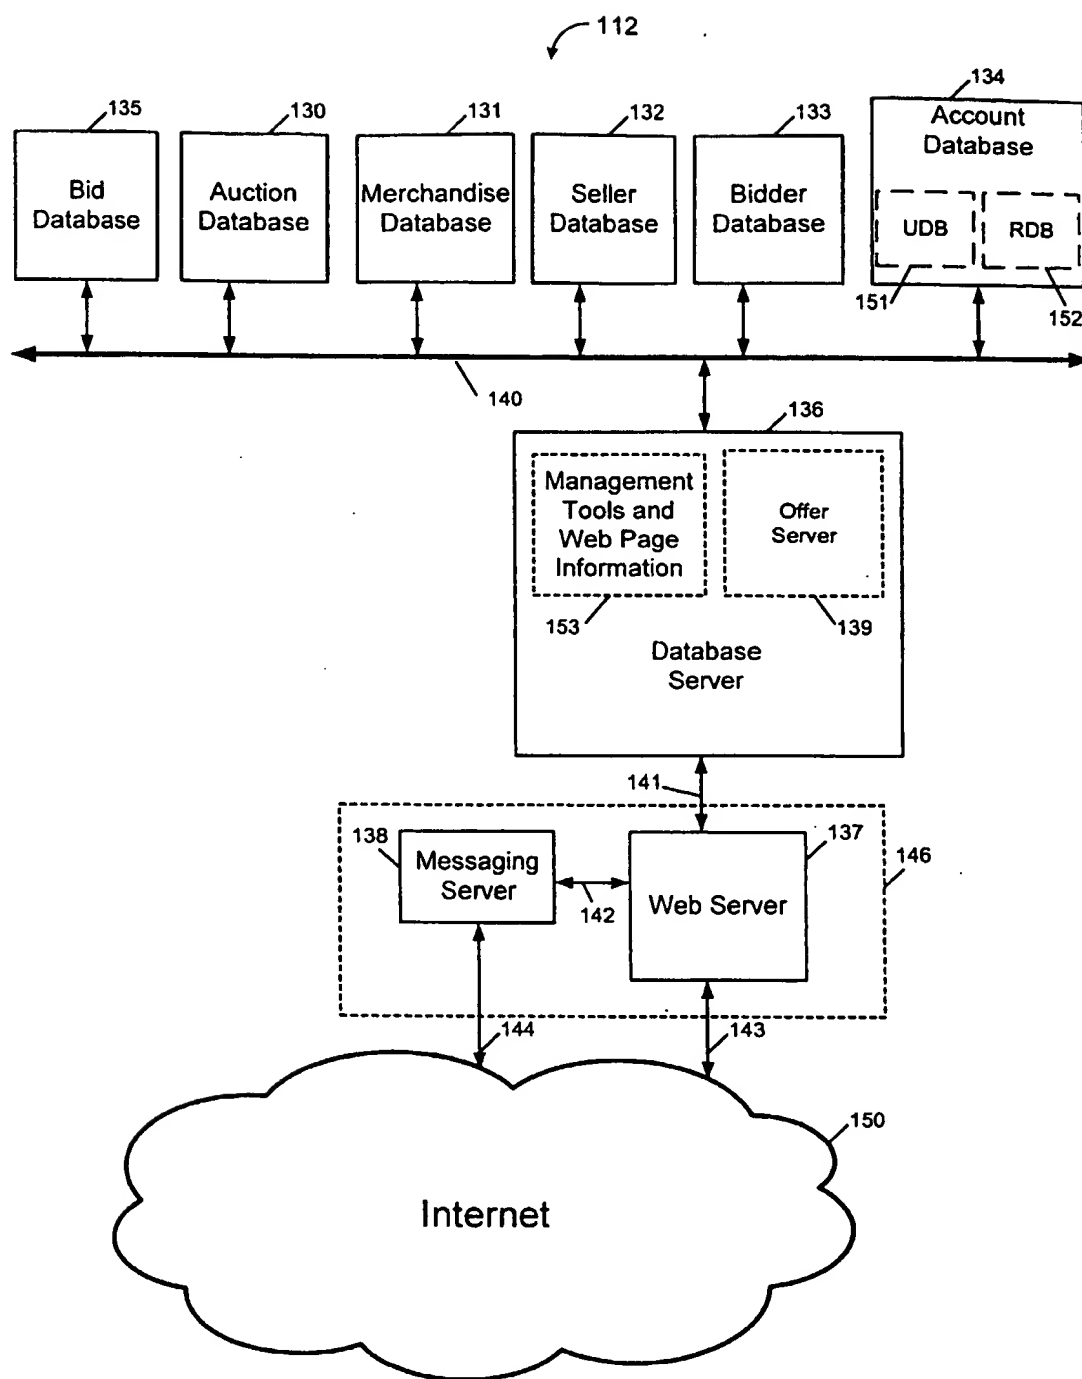 112
135
130
131
132
133
134
Bid
Database
Auction
Database
Merchandise
Database
Seller
Database
Bidder
Database
Account
Database
UDB
RDB
151
152
140
136
Management
Tools and
Web Page
Information
Offer
Server
153
139
Database
Server
141
138
137
146
Messaging
Server
142
Web Server
144
143
150
Internet